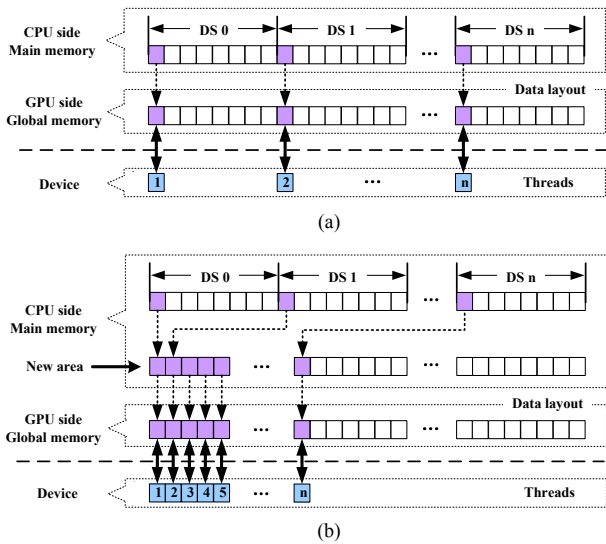 DS 0 DS 1 DS n
CPU side
Main memory
...
Data layout
GPU side
Global memory
Device 1 2 ... n Threads
(a)
DS 0 DS 1 DS n
CPU side
Main memory
...
New area ... ...
Data layout
GPU side
Global memory
... ...
Device 1 2 3 4 5 ... n Threads
(b)